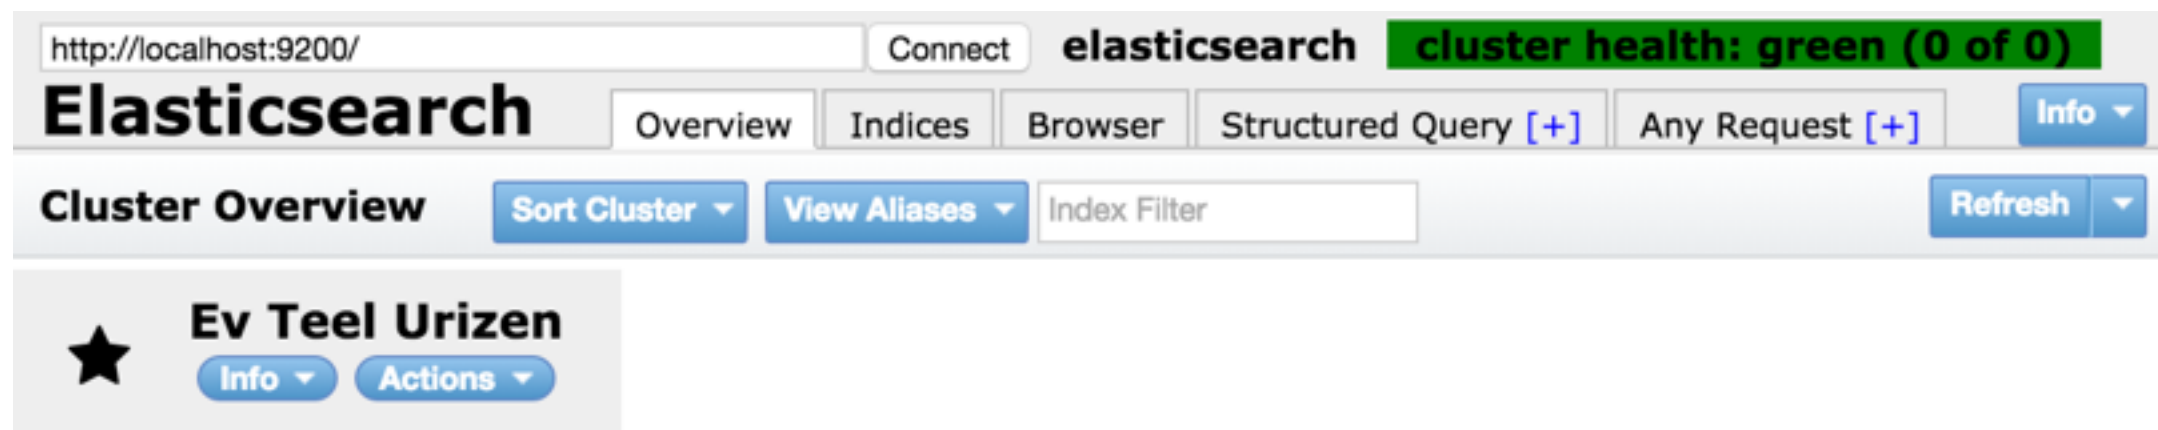 http://localhost:9200/ Connect elasticsearch cluster health: green (0 of 0)
Elasticsearch Overview Indices Browser Structured Query [+] Any Request [+] Info
Cluster Overview Sort Cluster View Aliases Index Filter Refresh
Ev Teel Urizen
Info Actions